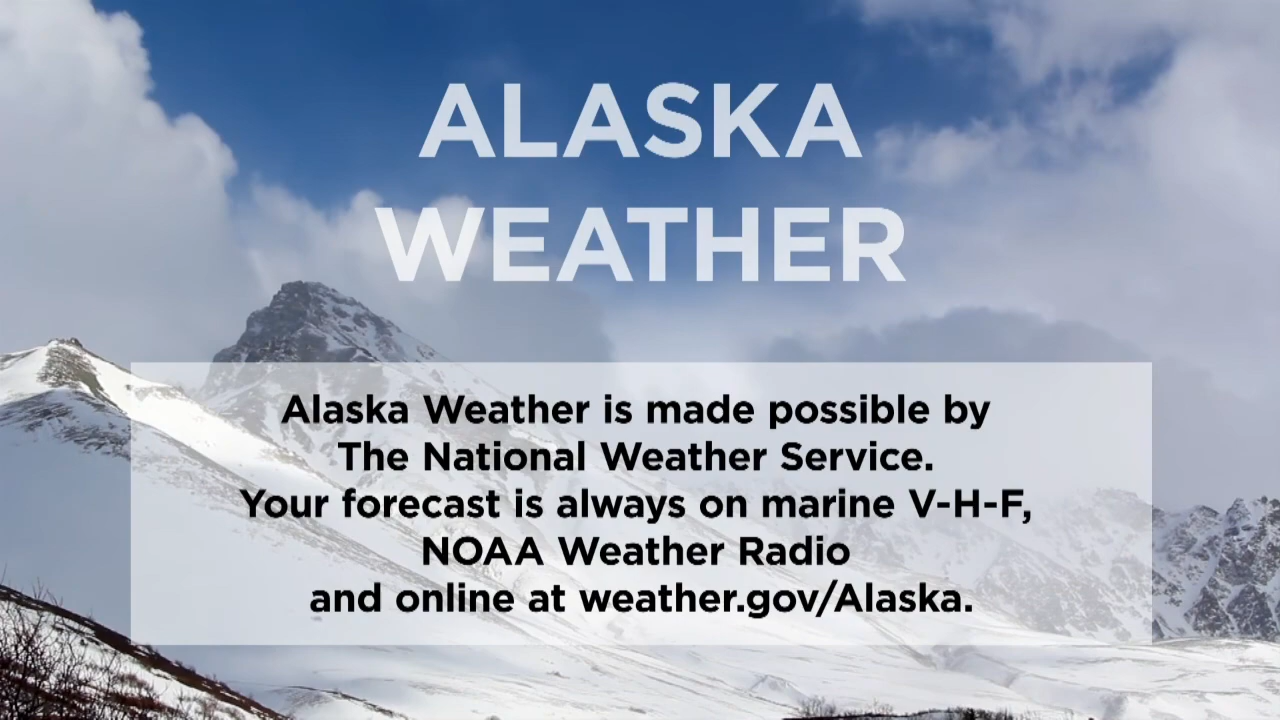 ALASKA
WEATHER
Alaska Weather is made possible by
The National Weather Service.
Your forecast is always on marine V-H-F,
NOAA Weather Radio
and online at weather.gov/Alaska.